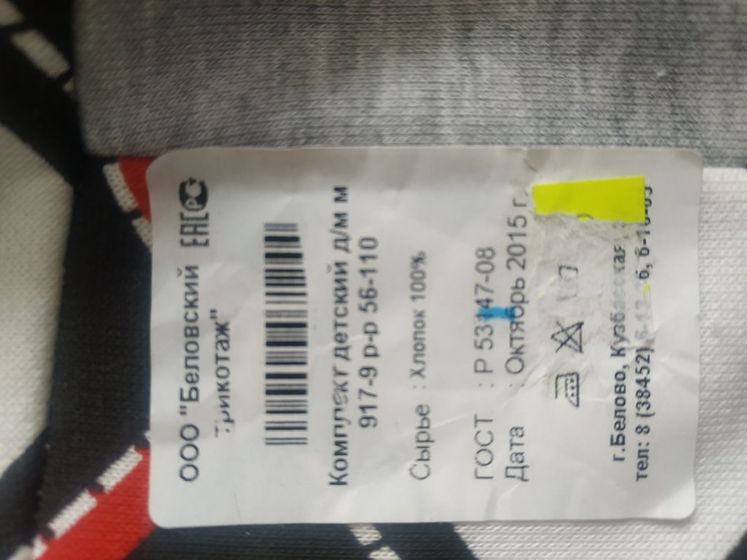 ООО "Беловский
Трикотаж"
ЕАС РСТ
Комплект детский д/м м
917-9 р-р 56-110
Сырье : Хлопок 100%
ГОСТ : Р 53147-08
Дата : Октябрь 2015 г.
г.Белово, Кузбасская
тел: 8 (38452)